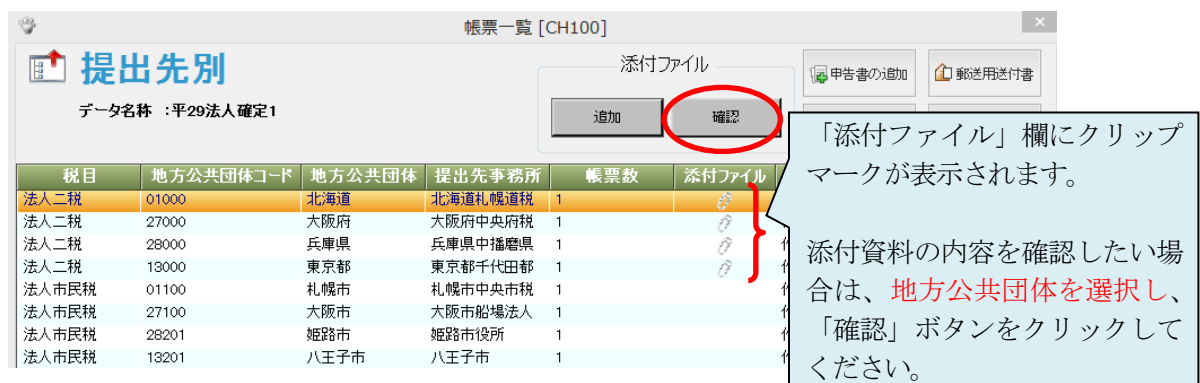 帳票一覧 [CH100]
提出先別
データ名称 :平29法人確定1
添付ファイル
追加
確認
申告書の追加
郵送用送付書
税目 地方公共団体コード 地方公共団体 提出先事務所 帳票数 添付ファイル
法人二税 01000 北海道 北海道札幌道税 1
法人二税 27000 大阪府 大阪府中央府税 1
法人二税 28000 兵庫県 兵庫県中播磨県 1
法人二税 13000 東京都 東京都千代田都 1
法人市民税 01100 札幌市 札幌市中央市税 1
法人市民税 27100 大阪市 大阪市船場法人 1
法人市民税 28201 姫路市 姫路市役所 1
法人市民税 13201 八王子市 八王子市 1
「添付ファイル」欄にクリップ
マークが表示されます。
添付資料の内容を確認したい場
合は、地方公共団体を選択し、
「確認」ボタンをクリックして
ください。